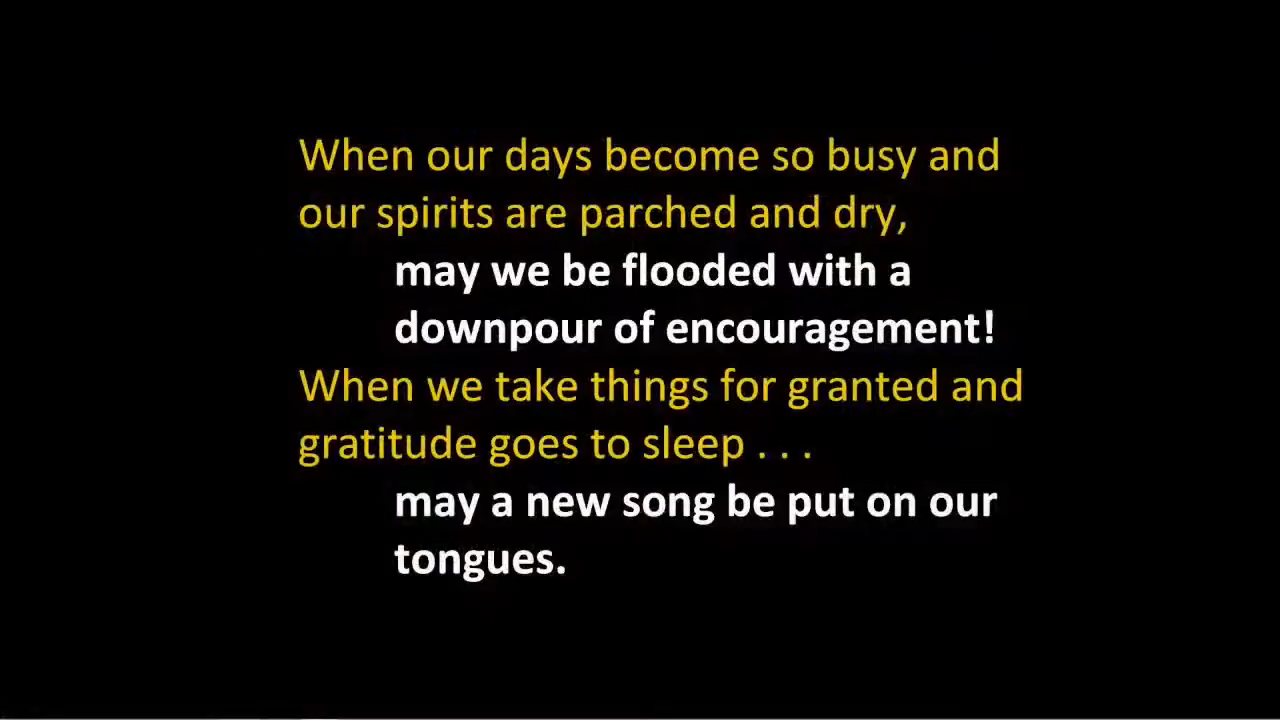 When our days become so busy and
our spirits are parched and dry,
may we be flooded with a
downpour of encouragement!
When we take things for granted and
gratitude goes to sleep . . .
may a new song be put on our
tongues.